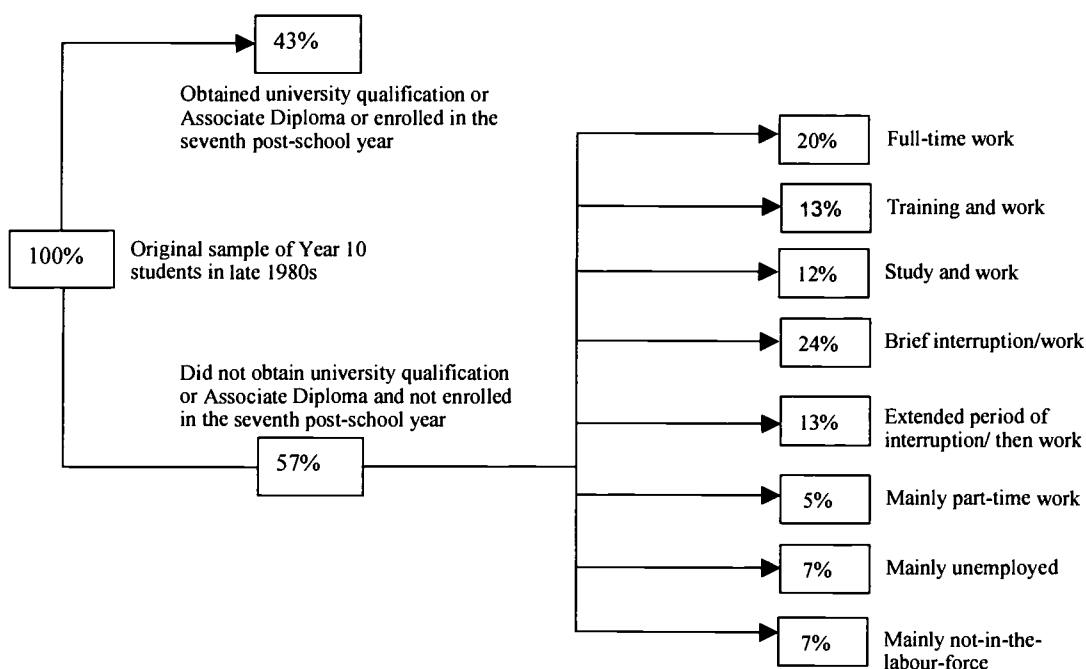 43%
Obtained university qualification or
Associate Diploma or enrolled in the
seventh post-school year
100%
Original sample of Year 10
students in late 1980s
Did not obtain university qualification
or Associate Diploma and not enrolled
in the seventh post-school year
57%
20%
Full-time work
13%
Training and work
12%
Study and work
24%
Brief interruption/work
13%
Extended period of
interruption/ then work
5%
Mainly part-time work
7%
Mainly unemployed
7%
Mainly not-in-the-
labour-force